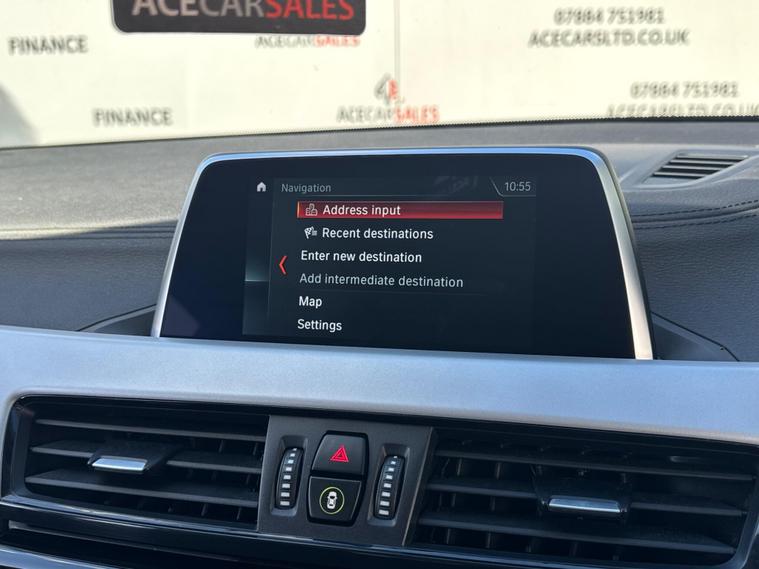 ACECARSALES
07884 751981
FINANCE
ACECARSALES
ACECARSLTD.CO.UK
FINANCE
ACECARSALES
07884 751981
ACECARSLTD.CO.UK
Navigation
10:55
Address input
Recent destinations
Enter new destination
Add intermediate destination
Map
Settings